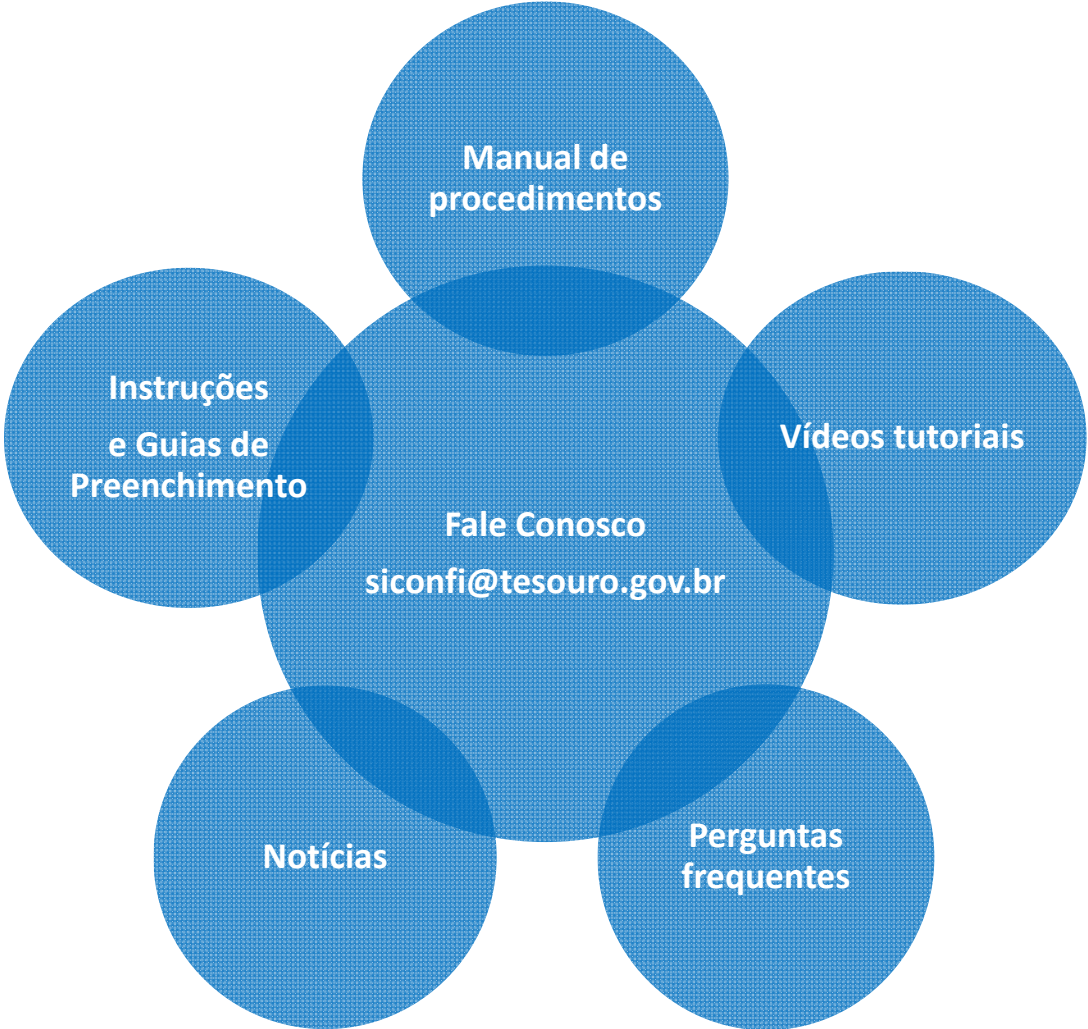 Manual de
procedimentos
Instruções
e Guias de
Preenchimento
Vídeos tutoriais
Fale Conosco
siconfi@tesouro.gov.br
Notícias
Perguntas
frequentes